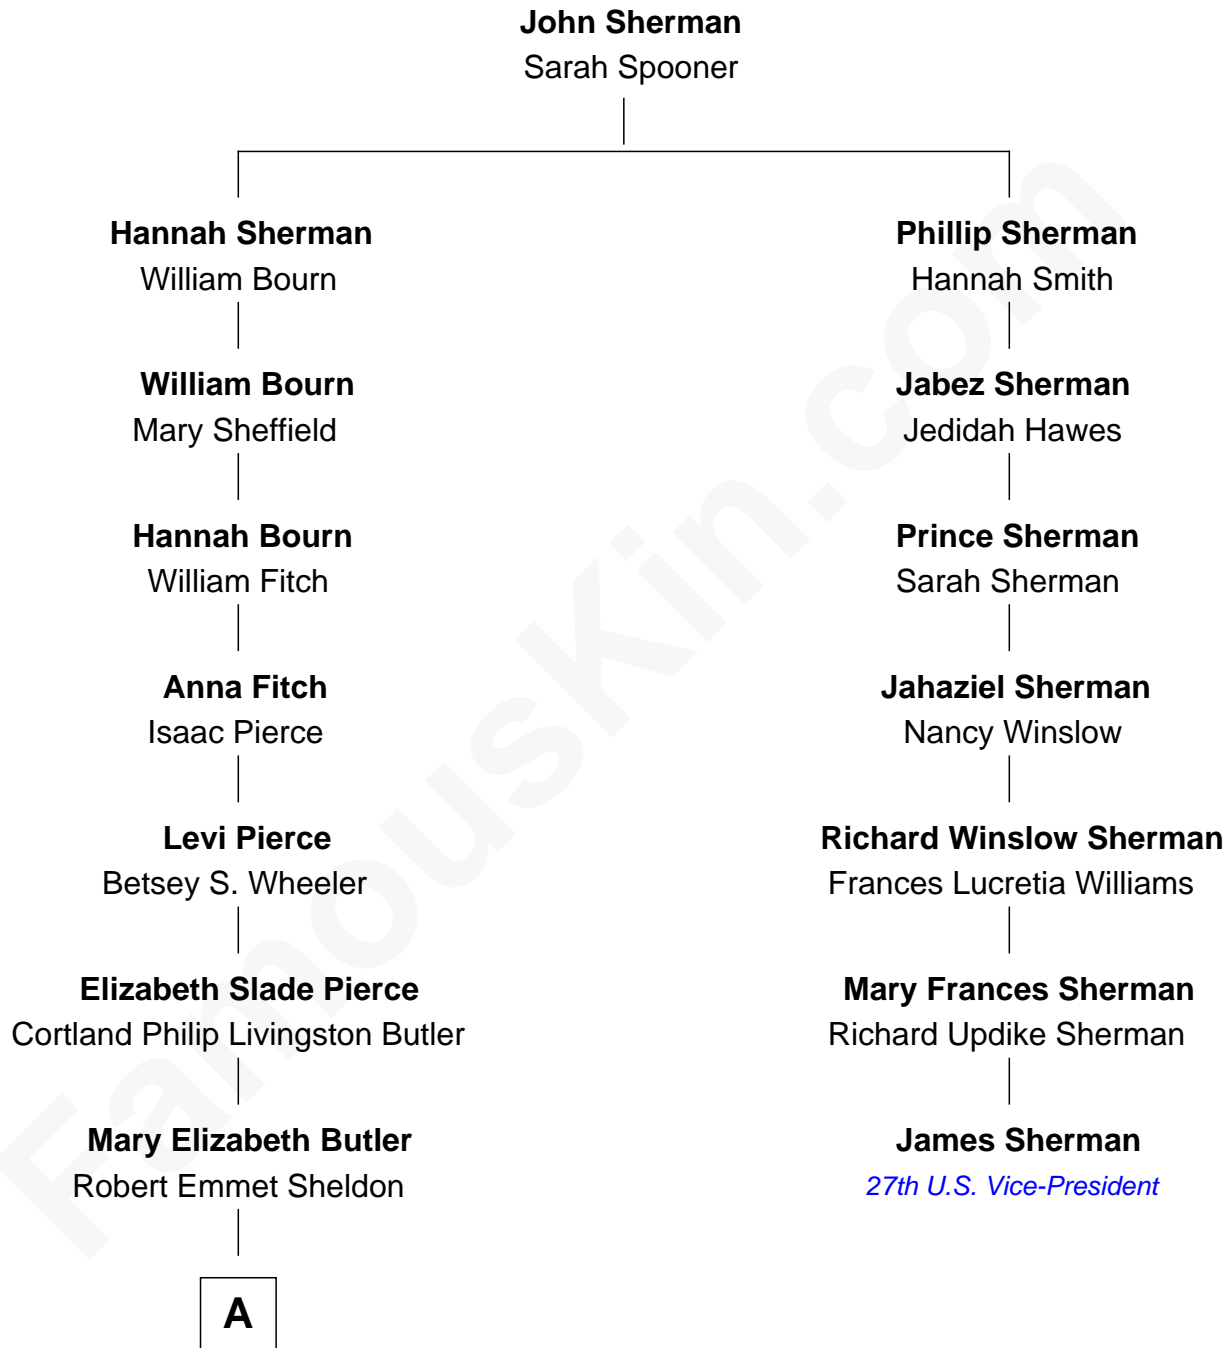 John Sherman
Sarah Spooner
Hannah Sherman
William Bourn
William Bourn
Mary Sheffield
Hannah Bourn
William Fitch
Anna Fitch
Isaac Pierce
Levi Pierce
Betsey S. Wheeler
Elizabeth Slade Pierce
Cortland Philip Livingston Butler
Mary Elizabeth Butler
Robert Emmet Sheldon
A
Phillip Sherman
Hannah Smith
Jabez Sherman
Jedidah Hawes
Prince Sherman
Sarah Sherman
Jahaziel Sherman
Nancy Winslow
Richard Winslow Sherman
Frances Lucretia Williams
Mary Frances Sherman
Richard Updike Sherman
James Sherman
27th U.S. Vice-President
FamousKin.com